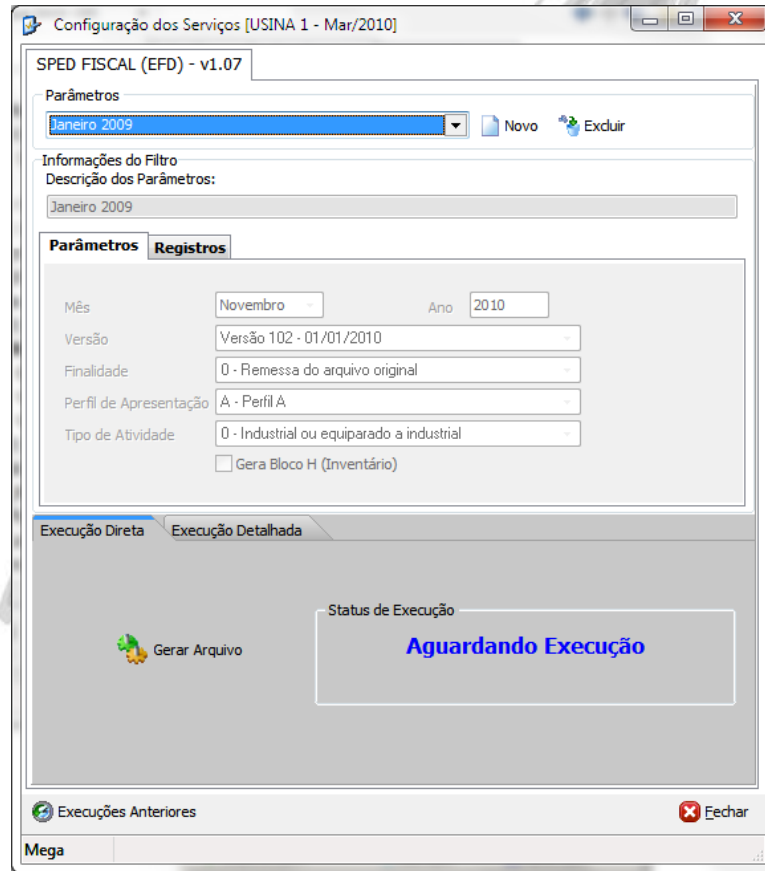 Configuração dos Serviços [USINA 1 - Mar/2010]
SPED FISCAL (EFD) - v1.07
Parâmetros
Janeiro 2009
Novo
Excluir
Informações do Filtro
Descrição dos Parâmetros:
Janeiro 2009
Parâmetros Registros
Mês Novembro Ano 2010
Versão Versão 102 - 01/01/2010
Finalidade 0 - Remessa do arquivo original
Perfil de Apresentação A - Perfil A
Tipo de Atividade 0 - Industrial ou equiparado a industrial
Gera Bloco H (Inventário)
Execução Direta Execução Detalhada
Status de Execução
Gerar Arquivo Aguardando Execução
Execuções Anteriores Fechar
Mega